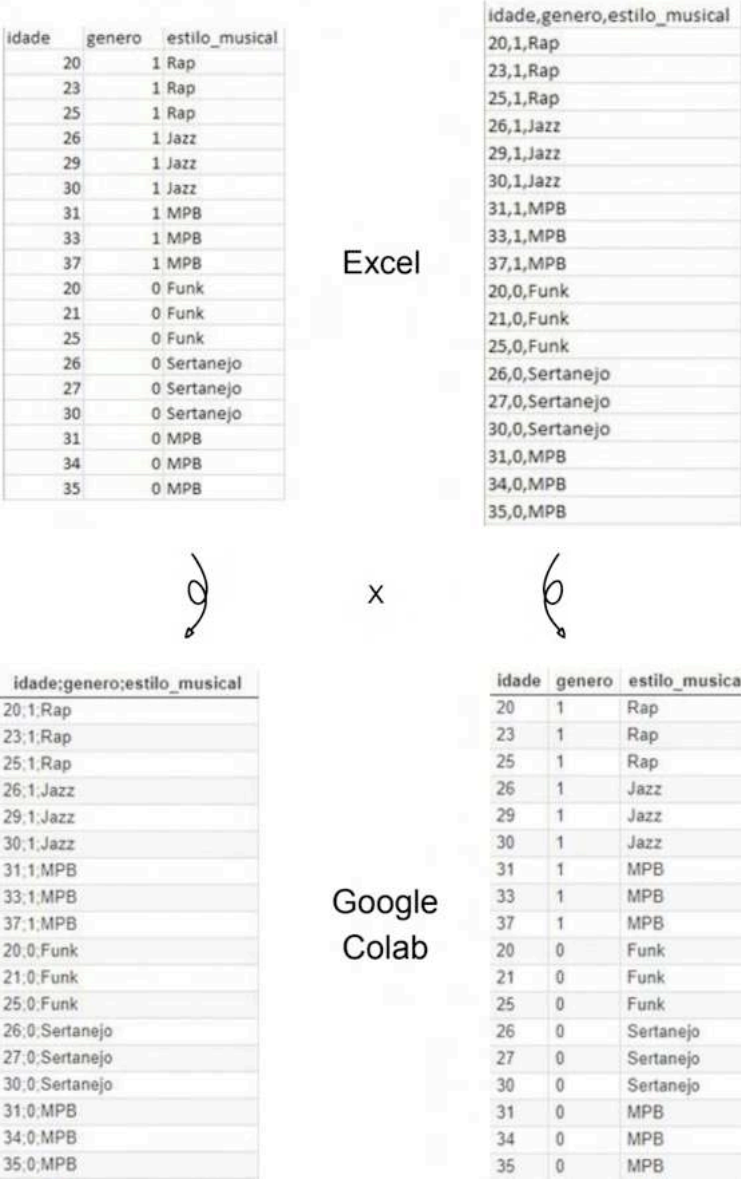 idade genero estilo_musical
20 1 Rap
23 1 Rap
25 1 Rap
26 1 Jazz
29 1 Jazz
30 1 Jazz
31 1 MPB
33 1 MPB
37 1 MPB
20 0 Funk
21 0 Funk
25 0 Funk
26 0 Sertanejo
27 0 Sertanejo
30 0 Sertanejo
31 0 MPB
34 0 MPB
35 0 MPB
Excel
idade,genero,estilo_musical
20,1,Rap
23,1,Rap
25,1,Rap
26,1,Jazz
29,1,Jazz
30,1,Jazz
31,1,MPB
33,1,MPB
37,1,MPB
20,0,Funk
21,0,Funk
25,0,Funk
26,0,Sertanejo
27,0,Sertanejo
30,0,Sertanejo
31,0,MPB
34,0,MPB
35,0,MPB
X
idade;genero;estilo_musical
20;1;Rap
23;1;Rap
25;1;Rap
26;1;Jazz
29;1;Jazz
30;1;Jazz
31;1;MPB
33;1;MPB
37;1;MPB
20;0;Funk
21;0;Funk
25;0;Funk
26;0;Sertanejo
27;0;Sertanejo
30;0;Sertanejo
31;0;MPB
34;0;MPB
35;0;MPB
Google
Colab
idade genero estilo_musica
20 1 Rap
23 1 Rap
25 1 Rap
26 1 Jazz
29 1 Jazz
30 1 Jazz
31 1 MPB
33 1 MPB
37 1 MPB
20 0 Funk
21 0 Funk
25 0 Funk
26 0 Sertanejo
27 0 Sertanejo
30 0 Sertanejo
31 0 MPB
34 0 MPB
35 0 MPB